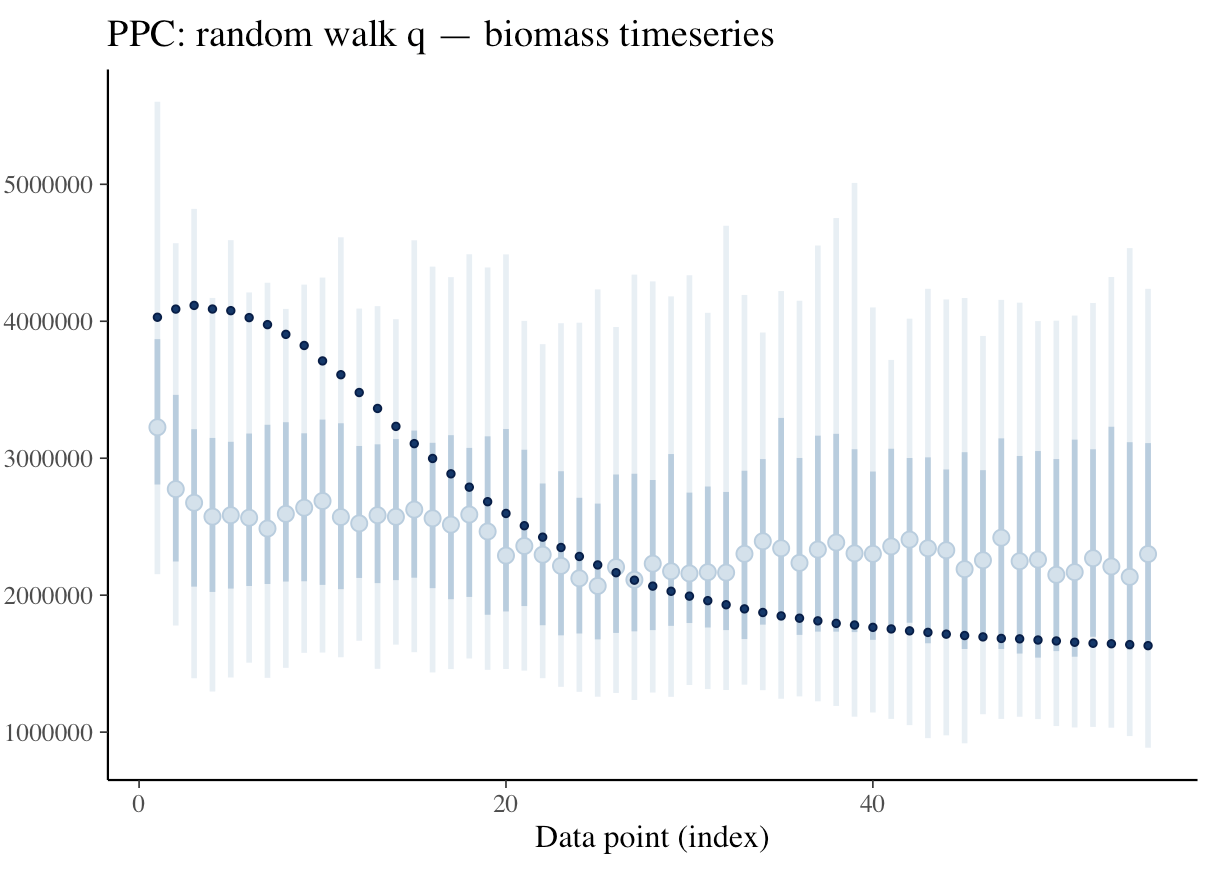 PPC: random walk q — biomass timeseries
5000000
4000000
3000000
2000000
1000000
0 20 40
Data point (index)